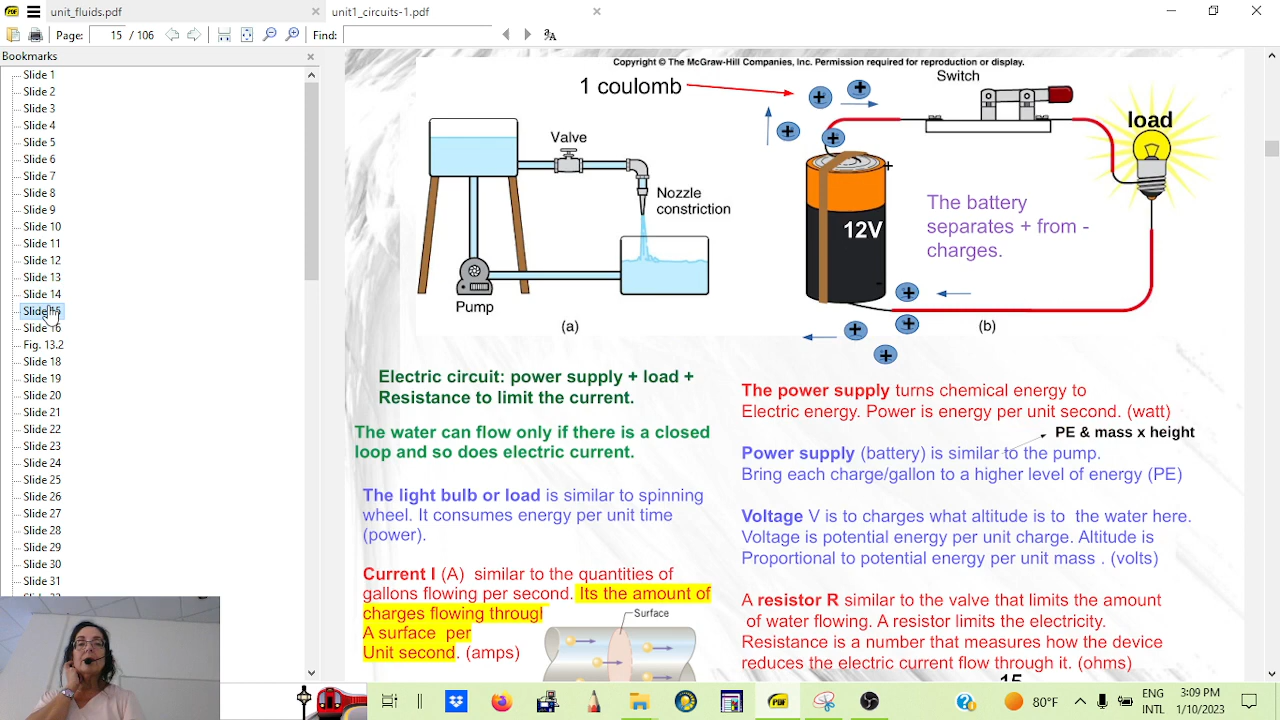 unit_fluids.pdf
unit1_circuits-1.pdf
Page: 15 / 106
Find:
Bookmarks
Slide 1
Slide 2
Slide 3
Slide 4
Slide 5
Slide 6
Slide 7
Slide 8
Slide 9
Slide 10
Slide 11
Slide 12
Slide 13
Slide 14
Slide 15
Slide 16
Fig. 13.2
Slide 18
Slide 19
Slide 20
Slide 21
Slide 22
Slide 23
Slide 24
Slide 25
Slide 26
Slide 27
Slide 28
Slide 29
Slide 30
Slide 31
Copyright © The McGraw-Hill Companies, Inc. Permission required for reproduction or display.
1 coulomb
Switch
load
Valve
Nozzle
constriction
Pump
(a)
12V
The battery
separates + from -
charges.
(b)
Electric circuit: power supply + load +
Resistance to limit the current.
The water can flow only if there is a closed
loop and so does electric current.
The light bulb or load is similar to spinning
wheel. It consumes energy per unit time
(power).
Current I (A) similar to the quantities of
gallons flowing per second. Its the amount of
charges flowing through
A surface per
Unit second. (amps)
Surface
The power supply turns chemical energy to
Electric energy. Power is energy per unit second. (watt)
PE & mass x height
Power supply (battery) is similar to the pump.
Bring each charge/gallon to a higher level of energy (PE)
Voltage V is to charges what altitude is to the water here.
Voltage is potential energy per unit charge. Altitude is
Proportional to potential energy per unit mass . (volts)
A resistor R similar to the valve that limits the amount
of water flowing. A resistor limits the electricity.
Resistance is a number that measures how the device
reduces the electric current flow through it. (ohms)
15
80°F
ENG
INTL
3:09 PM
1/10/2023